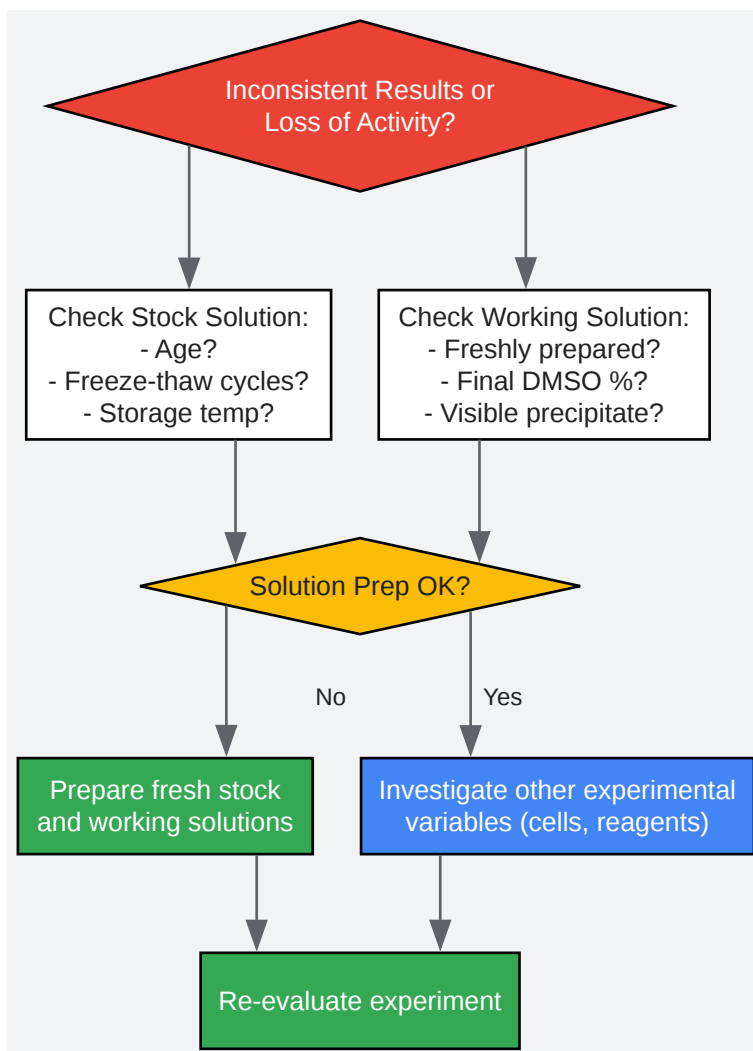 Inconsistent Results or
Loss of Activity?
Check Stock Solution:
- Age?
- Freeze-thaw cycles?
- Storage temp?
Check Working Solution:
- Freshly prepared?
- Final DMSO %?
- Visible precipitate?
Solution Prep OK?
No
Yes
Prepare fresh stock
and working solutions
Investigate other experimental
variables (cells, reagents)
Re-evaluate experiment